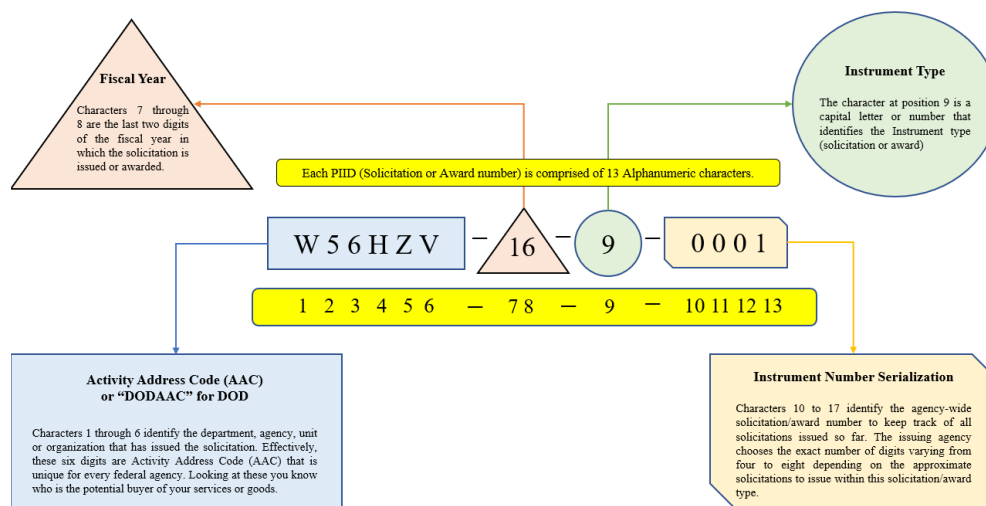 Fiscal Year
Characters 7 through
8 are the last two digits
of the fiscal year in
which the solicitation is
issued or awarded.
Instrument Type
The character at position 9 is a
capital letter or number that
identifies the Instrument type
(solicitation or award)
Each PIID (Solicitation or Award number) is comprised of 13 Alphanumeric characters.
W 5 6 H Z V – 16 – 9 – 0 0 0 1
1 2 3 4 5 6 – 7 8 – 9 – 10 11 12 13
Activity Address Code (AAC)
or “DODAAC” for DOD
Characters 1 through 6 identify the department, agency, unit
or organization that has issued the solicitation. Effectively,
these six digits are Activity Address Code (AAC) that is
unique for every federal agency. Looking at these you know
who is the potential buyer of your services or goods.
Instrument Number Serialization
Characters 10 to 17 identify the agency-wide
solicitation/award number to keep track of all
solicitations issued so far. The issuing agency
chooses the exact number of digits varying from
four to eight depending on the approximate
solicitations to issue within this solicitation/award
type.